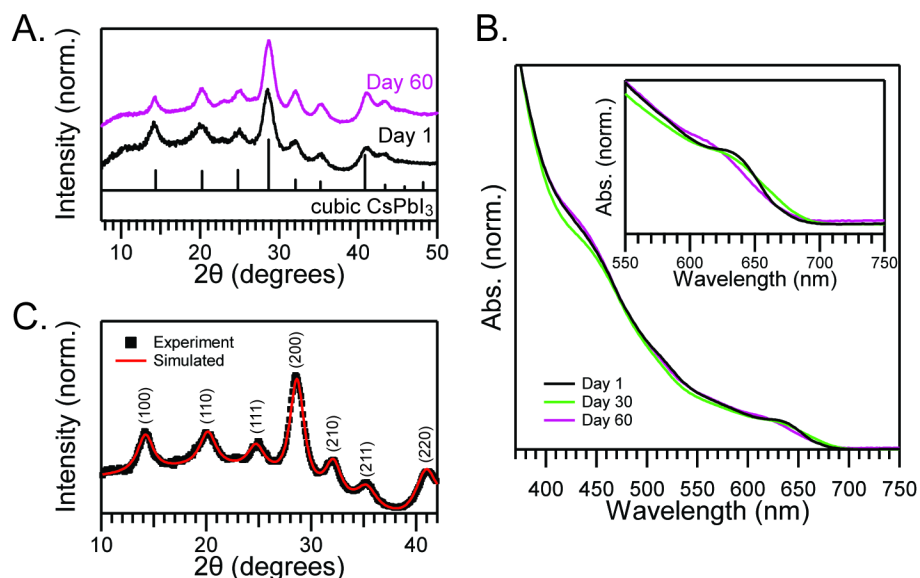 A.
Intensity (norm.)
Day 60
Day 1
cubic CsPbI₃
10 20 30 40 50
2θ (degrees)
B.
Abs. (norm.)
Abs. (norm.)
550 600 650 700 750
Wavelength (nm)
Day 1
Day 30
Day 60
400 450 500 550 600 650 700 750
Wavelength (nm)
C.
Intensity (norm.)
Experiment
Simulated
(100)
(110)
(111)
(200)
(210)
(211)
(220)
10 20 30 40
2θ (degrees)